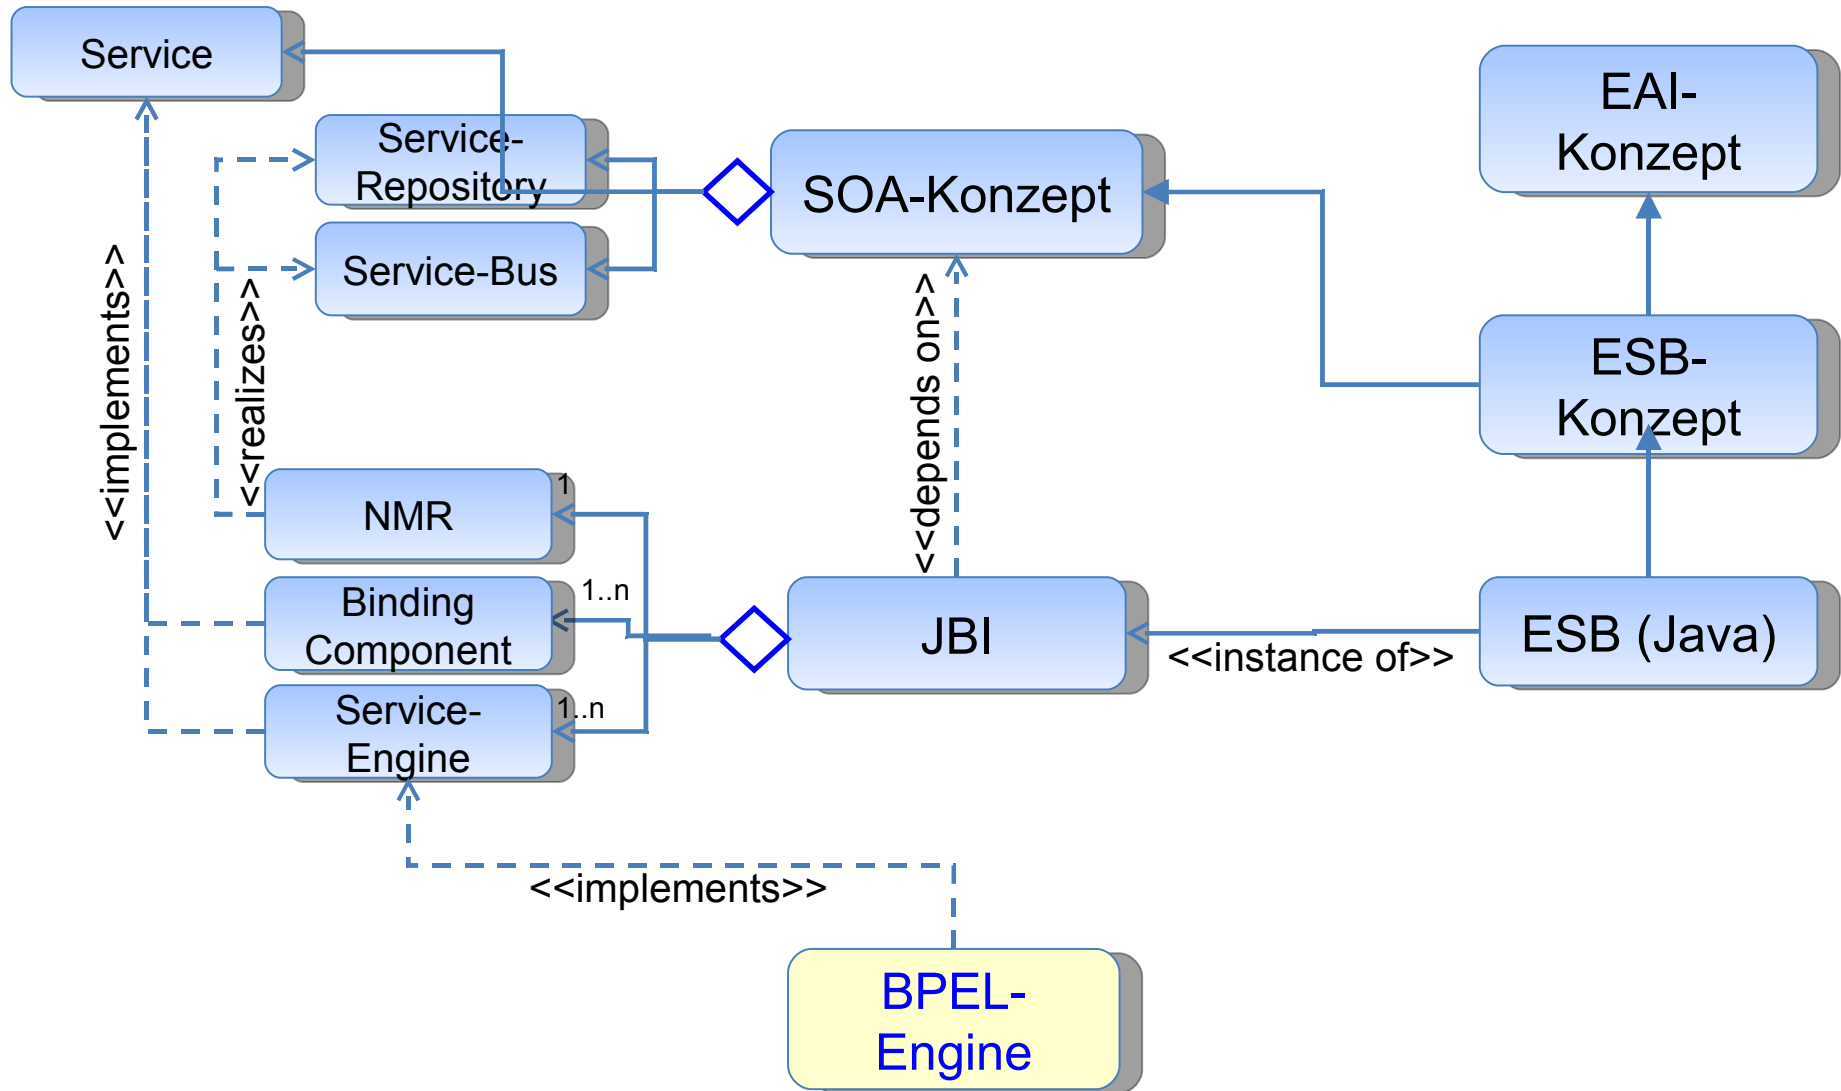 Service
EAI-
Konzept
Service-
Repository
SOA-Konzept
Service-Bus
<<implements>>
<<realizes>>
<<depends on>>
ESB-
Konzept
NMR
1
Binding
Component
1..n
JBI
<<instance of>>
ESB (Java)
Service-
Engine
1..n
<<implements>>
BPEL-
Engine